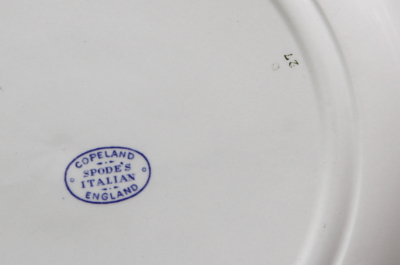 COPELAND
SPODE'S
ITALIAN
ENGLAND
27